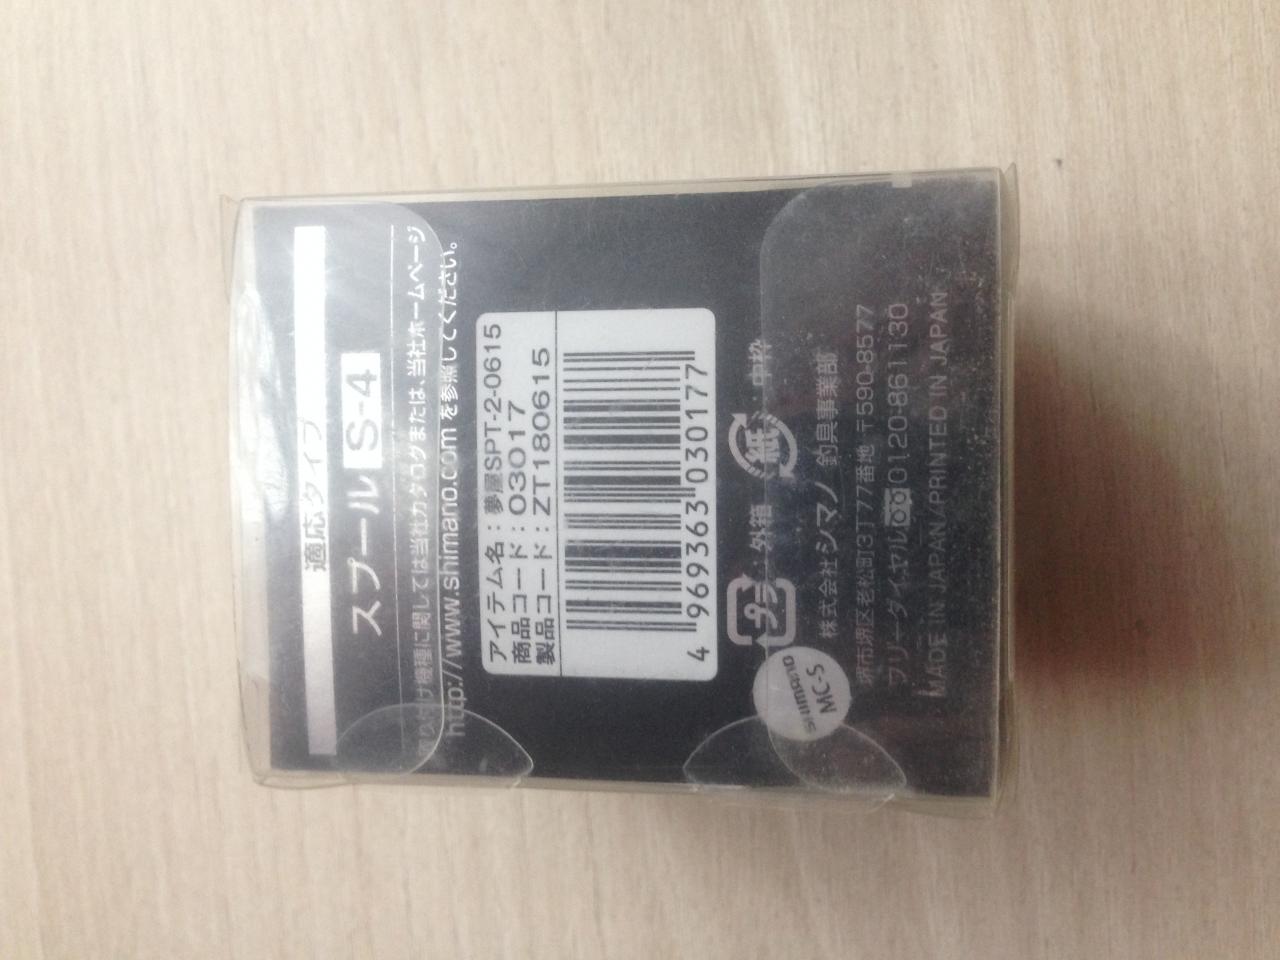 適応タイプ
スプール S-4
取り付け機種に関しては当社カタログまたは、当社ホームページ
http://www.shimano.com を参照してください。
アイテム名：夢屋SPT-2-0615
商品コード：03017
製品コード：ZT180615
4 969363 030177
プラ：外箱 紙：中枠
株式会社シマノ 釣具事業部
堺市堺区老松町3丁77番地 〒590-8577
フリーダイヤル 0120-861130
MADE IN JAPAN/PRINTED IN JAPAN
SHIMANO
MC-S